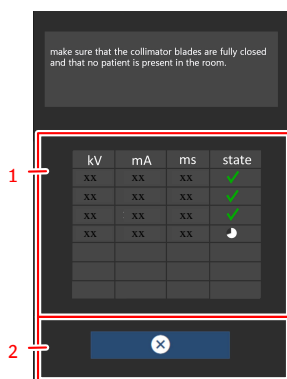 make sure that the collimator blades are fully closed
and that no patient is present in the room.
1
kV mA ms state
xx xx xx
xx xx xx
xx xx xx
xx xx xx
2